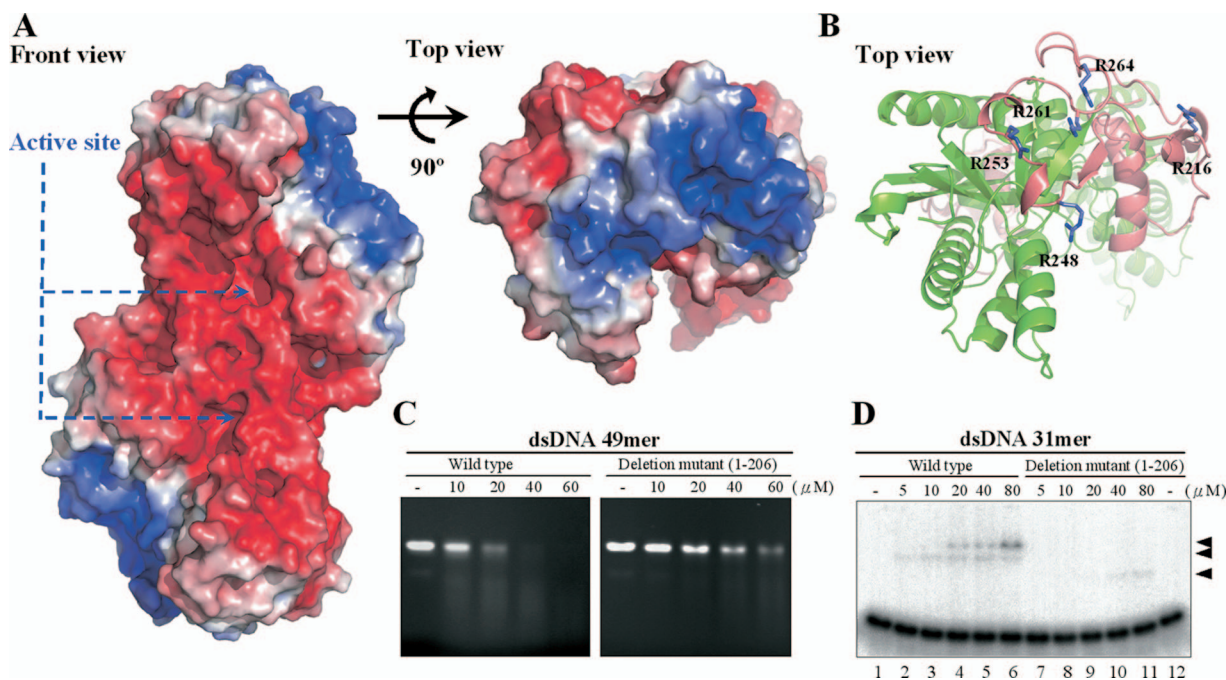 A
Front view
Active site
Top view
90°
B
Top view
R264
R261
R253
R216
R248
C
dsDNA 49mer
Wild type Deletion mutant (1-206)
- 10 20 40 60 - 10 20 40 60 (μM)
D
dsDNA 31mer
Wild type Deletion mutant (1-206)
- 5 10 20 40 80 5 10 20 40 80 - (μM)
1 2 3 4 5 6 7 8 9 10 11 12